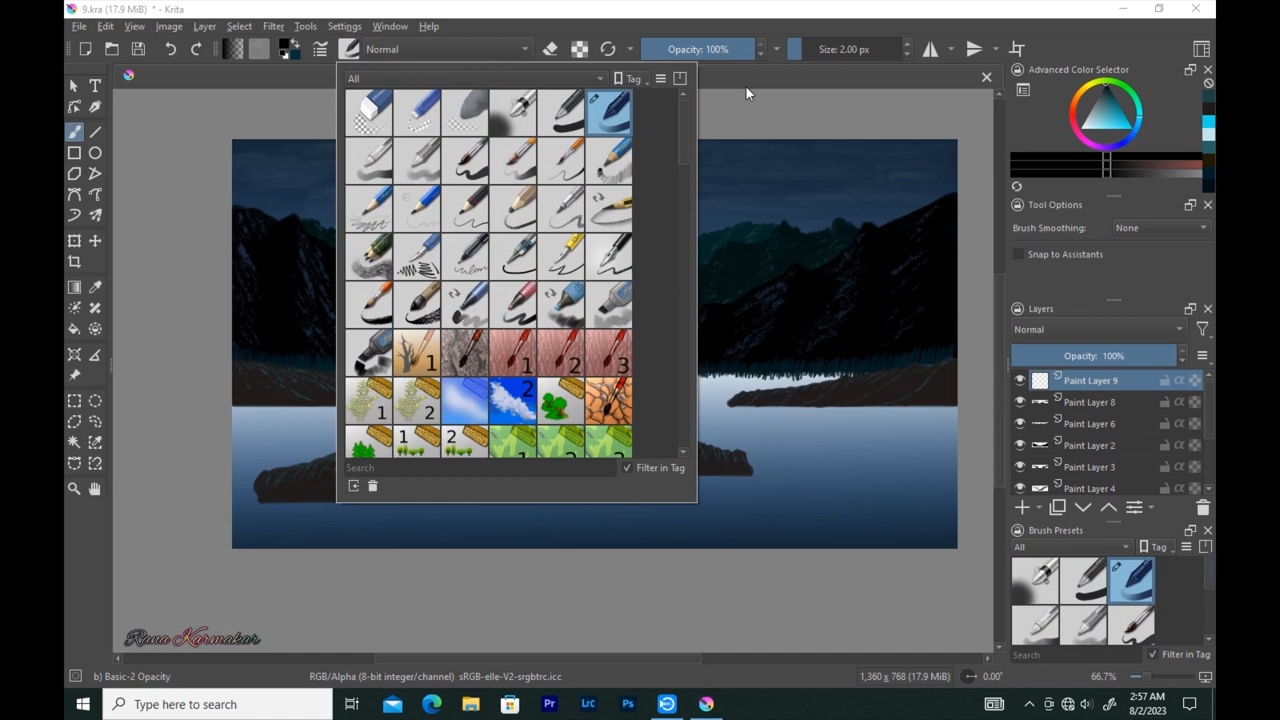 9.kra (17.9 MiB) * - Krita
File Edit View Image Layer Select Filter Tools Settings Window Help
Normal
Opacity: 100%
Size: 2.00 px
All
Tag
Advanced Color Selector
Tool Options
Brush Smoothing: None
Snap to Assistants
Layers
Normal
Opacity: 100%
Paint Layer 9
Paint Layer 8
Paint Layer 6
Paint Layer 2
Paint Layer 3
Paint Layer 4
1
1 2 3
1 2 2
1 2 1 2 3
Search
Filter in Tag
Brush Presets
All
Tag
Search
Filter in Tag
Rana Karmakar
b) Basic-2 Opacity
RGB/Alpha (8-bit integer/channel) sRGB-elle-V2-srgbtrc.icc
1,360 x 768 (17.9 MiB)
0.00°
66.7%
Type here to search
Pr
Lrc
Ps
2:57 AM
8/2/2023